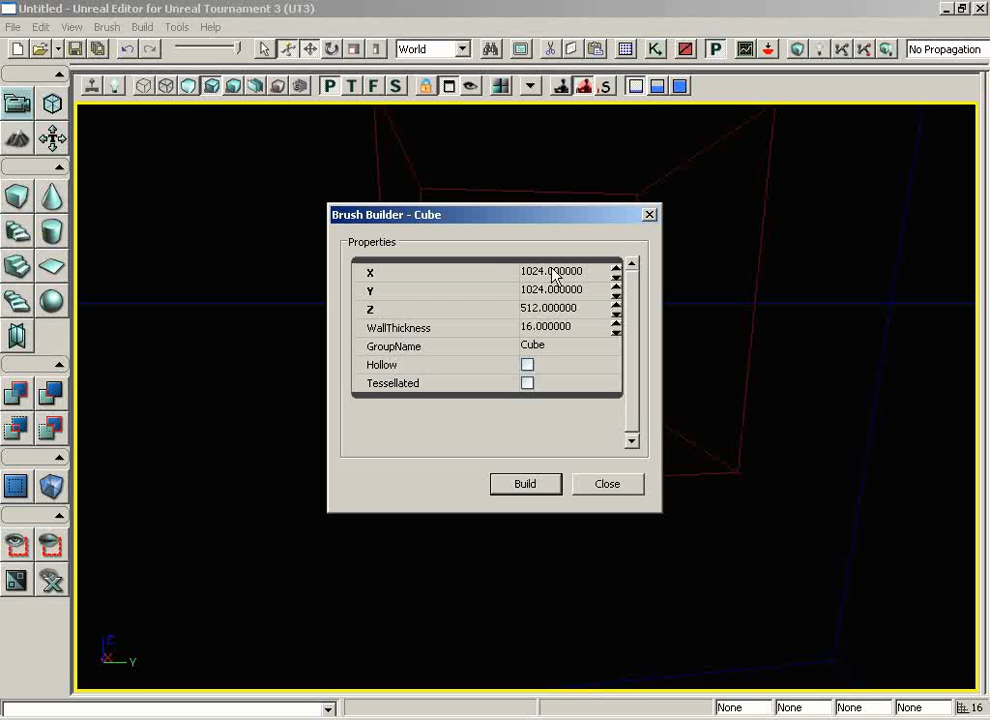 Untitled - Unreal Editor for Unreal Tournament 3 (UT3)
File Edit View Brush Build Tools Help
World
K
P
No Propagation
P T F S
S
Brush Builder - Cube
Properties
X 1024.000000
Y 1024.000000
Z 512.000000
WallThickness 16.000000
GroupName Cube
Hollow
Tessellated
Build Close
Z
X
Y
None None None None 16